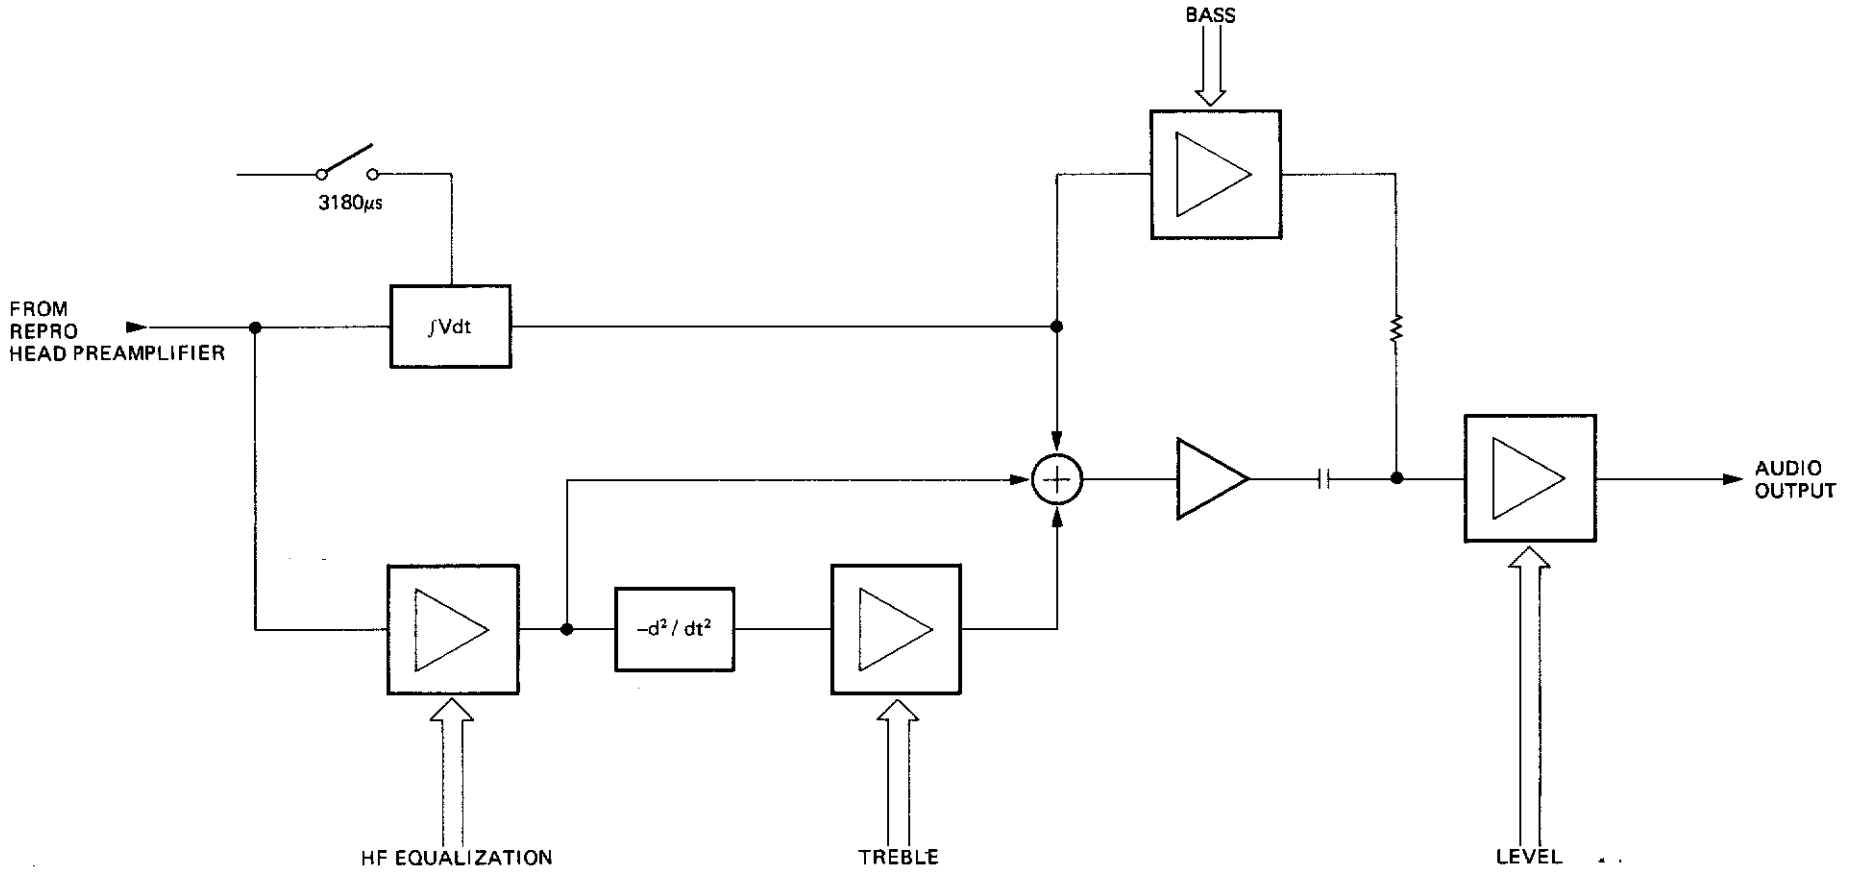 BASS
3180μs
FROM
REPRO
HEAD PREAMPLIFIER
∫Vdt
+
AUDIO
OUTPUT
−d²/dt²
HF EQUALIZATION
TREBLE
LEVEL